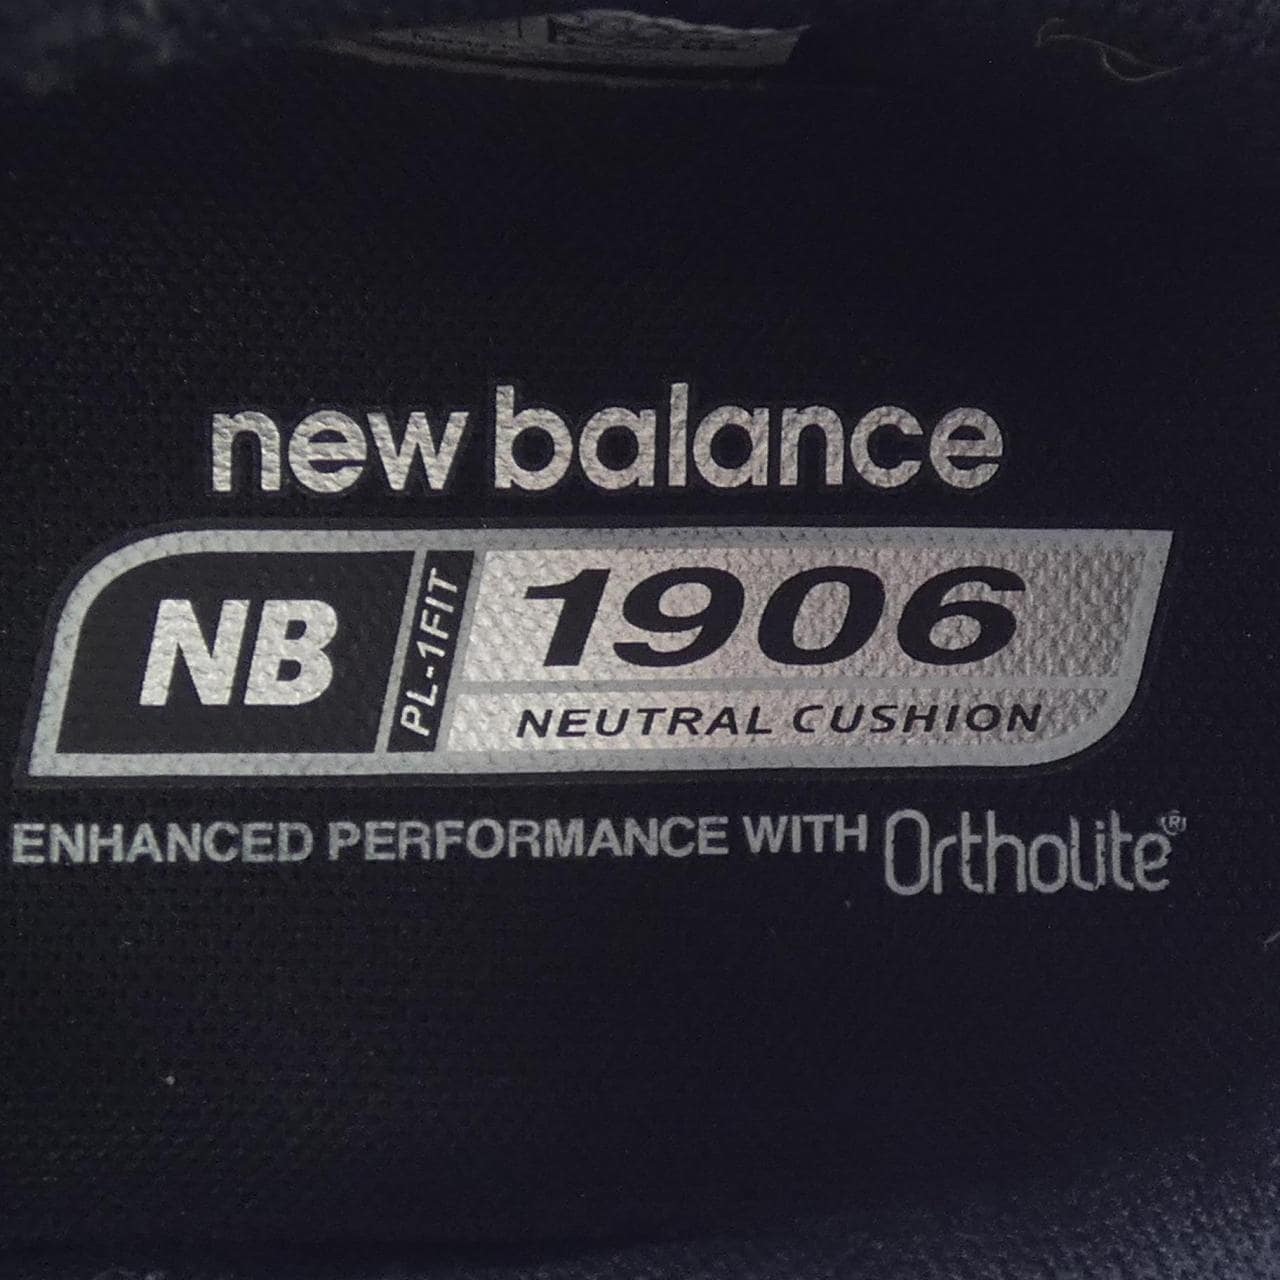 new balance
NB PL-1FIT 1906
NEUTRAL CUSHION
ENHANCED PERFORMANCE WITH Ortholite®